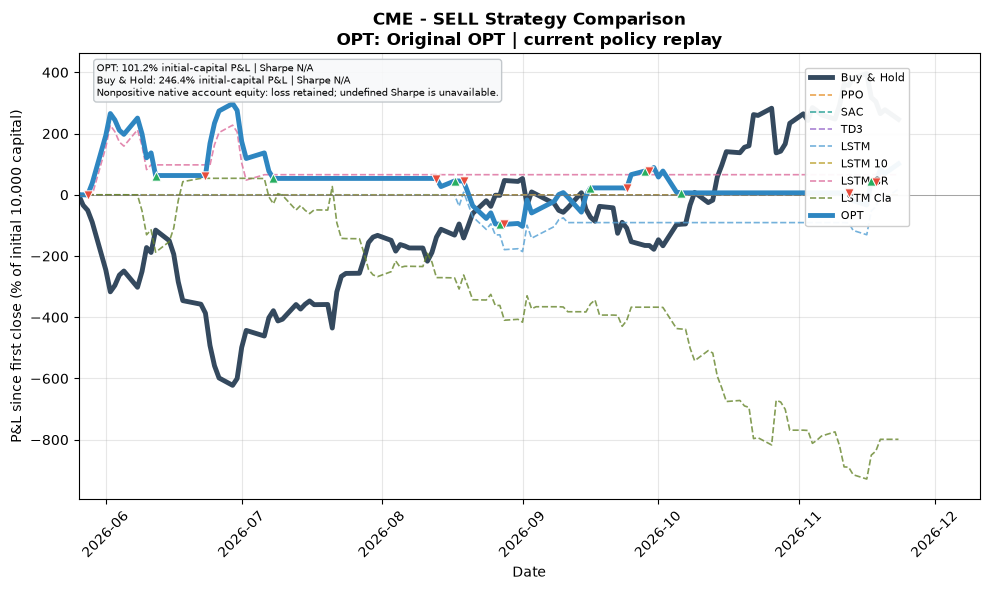 CME - SELL Strategy Comparison
OPT: Original OPT | current policy replay
OPT: 101.2% initial-capital P&L | Sharpe N/A
Buy & Hold: 246.4% initial-capital P&L | Sharpe N/A
Nonpositive native account equity: loss retained; undefined Sharpe is unavailable.
Buy & Hold
PPO
SAC
TD3
LSTM
LSTM 10
LSTM
LSTM Cla
OPT
P&L since first close (% of initial 10,000 capital)
400
200
0
−200
−400
−600
−800
2026-06
2026-07
2026-08
2026-09
2026-10
2026-11
2026-12
Date